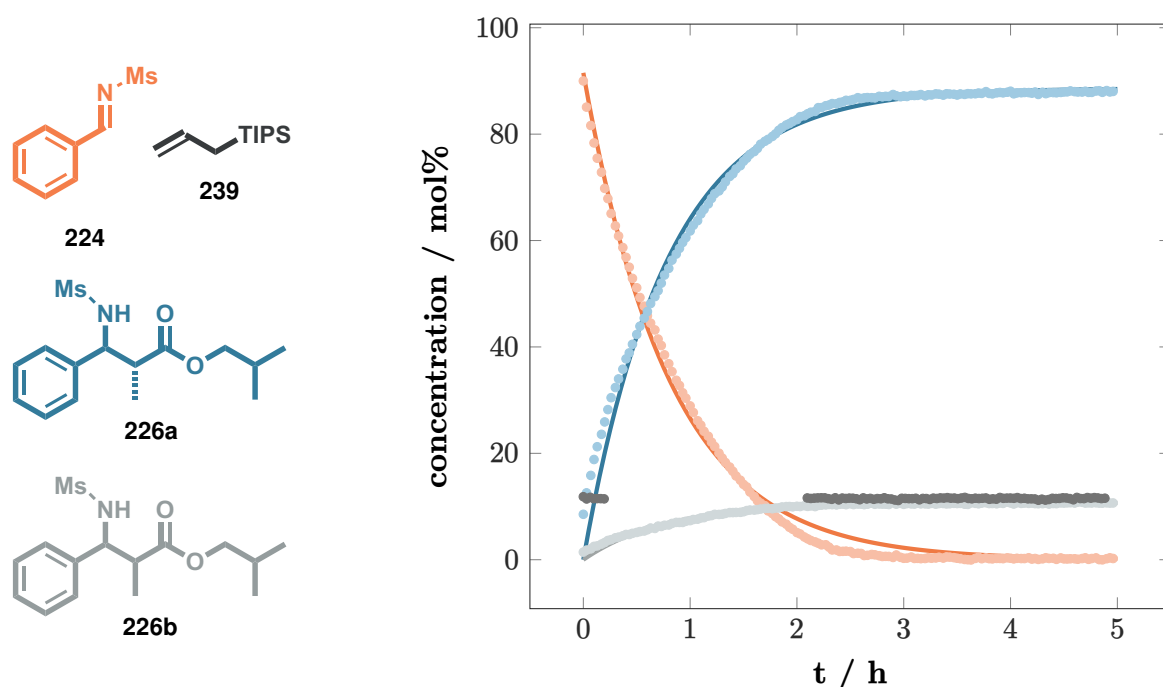 Ms
N
TIPS
239
224
Ms
NH
O
O
226a
Ms
NH
O
O
226b
concentration / mol%
100
80
60
40
20
0
0 1 2 3 4 5
t / h